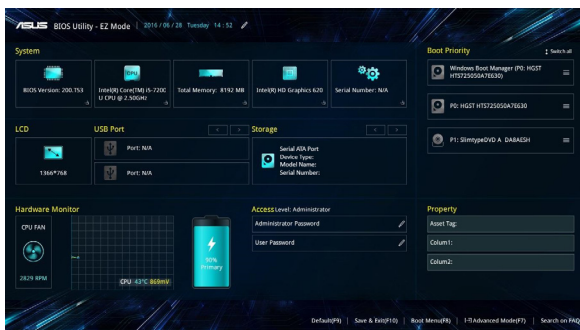 ASUS BIOS Utility - EZ Mode 2016/06/28 Tuesday 14:52
System
BIOS Version: 200.T53
CPU
Intel(R) Core(TM) i5-7200
U CPU @ 2.50GHz
Total Memory: 8192 MB
Intel(R) HD Graphics 620
Serial Number: N/A
Boot Priority
Switch all
Windows Boot Manager (P0: HGST
HTS725050A7E630)
P0: HGST HTS725050A7E630
P1: SlimtypeDVD A DA8AESH
LCD
1366*768
USB Port
Port: N/A
Port: N/A
Storage
Serial ATA Port
Device Type:
Model Name:
Serial Number:
Hardware Monitor
CPU FAN
2829 RPM
CPU 43°C 869mV
90%
Primary
Access Level: Administrator
Administrator Password
User Password
Property
Asset Tag:
Colum1:
Colum2:
Default(F9) | Save & Exit(F10) | Boot Menu(F8) | Advanced Mode(F7) | Search on FAQ